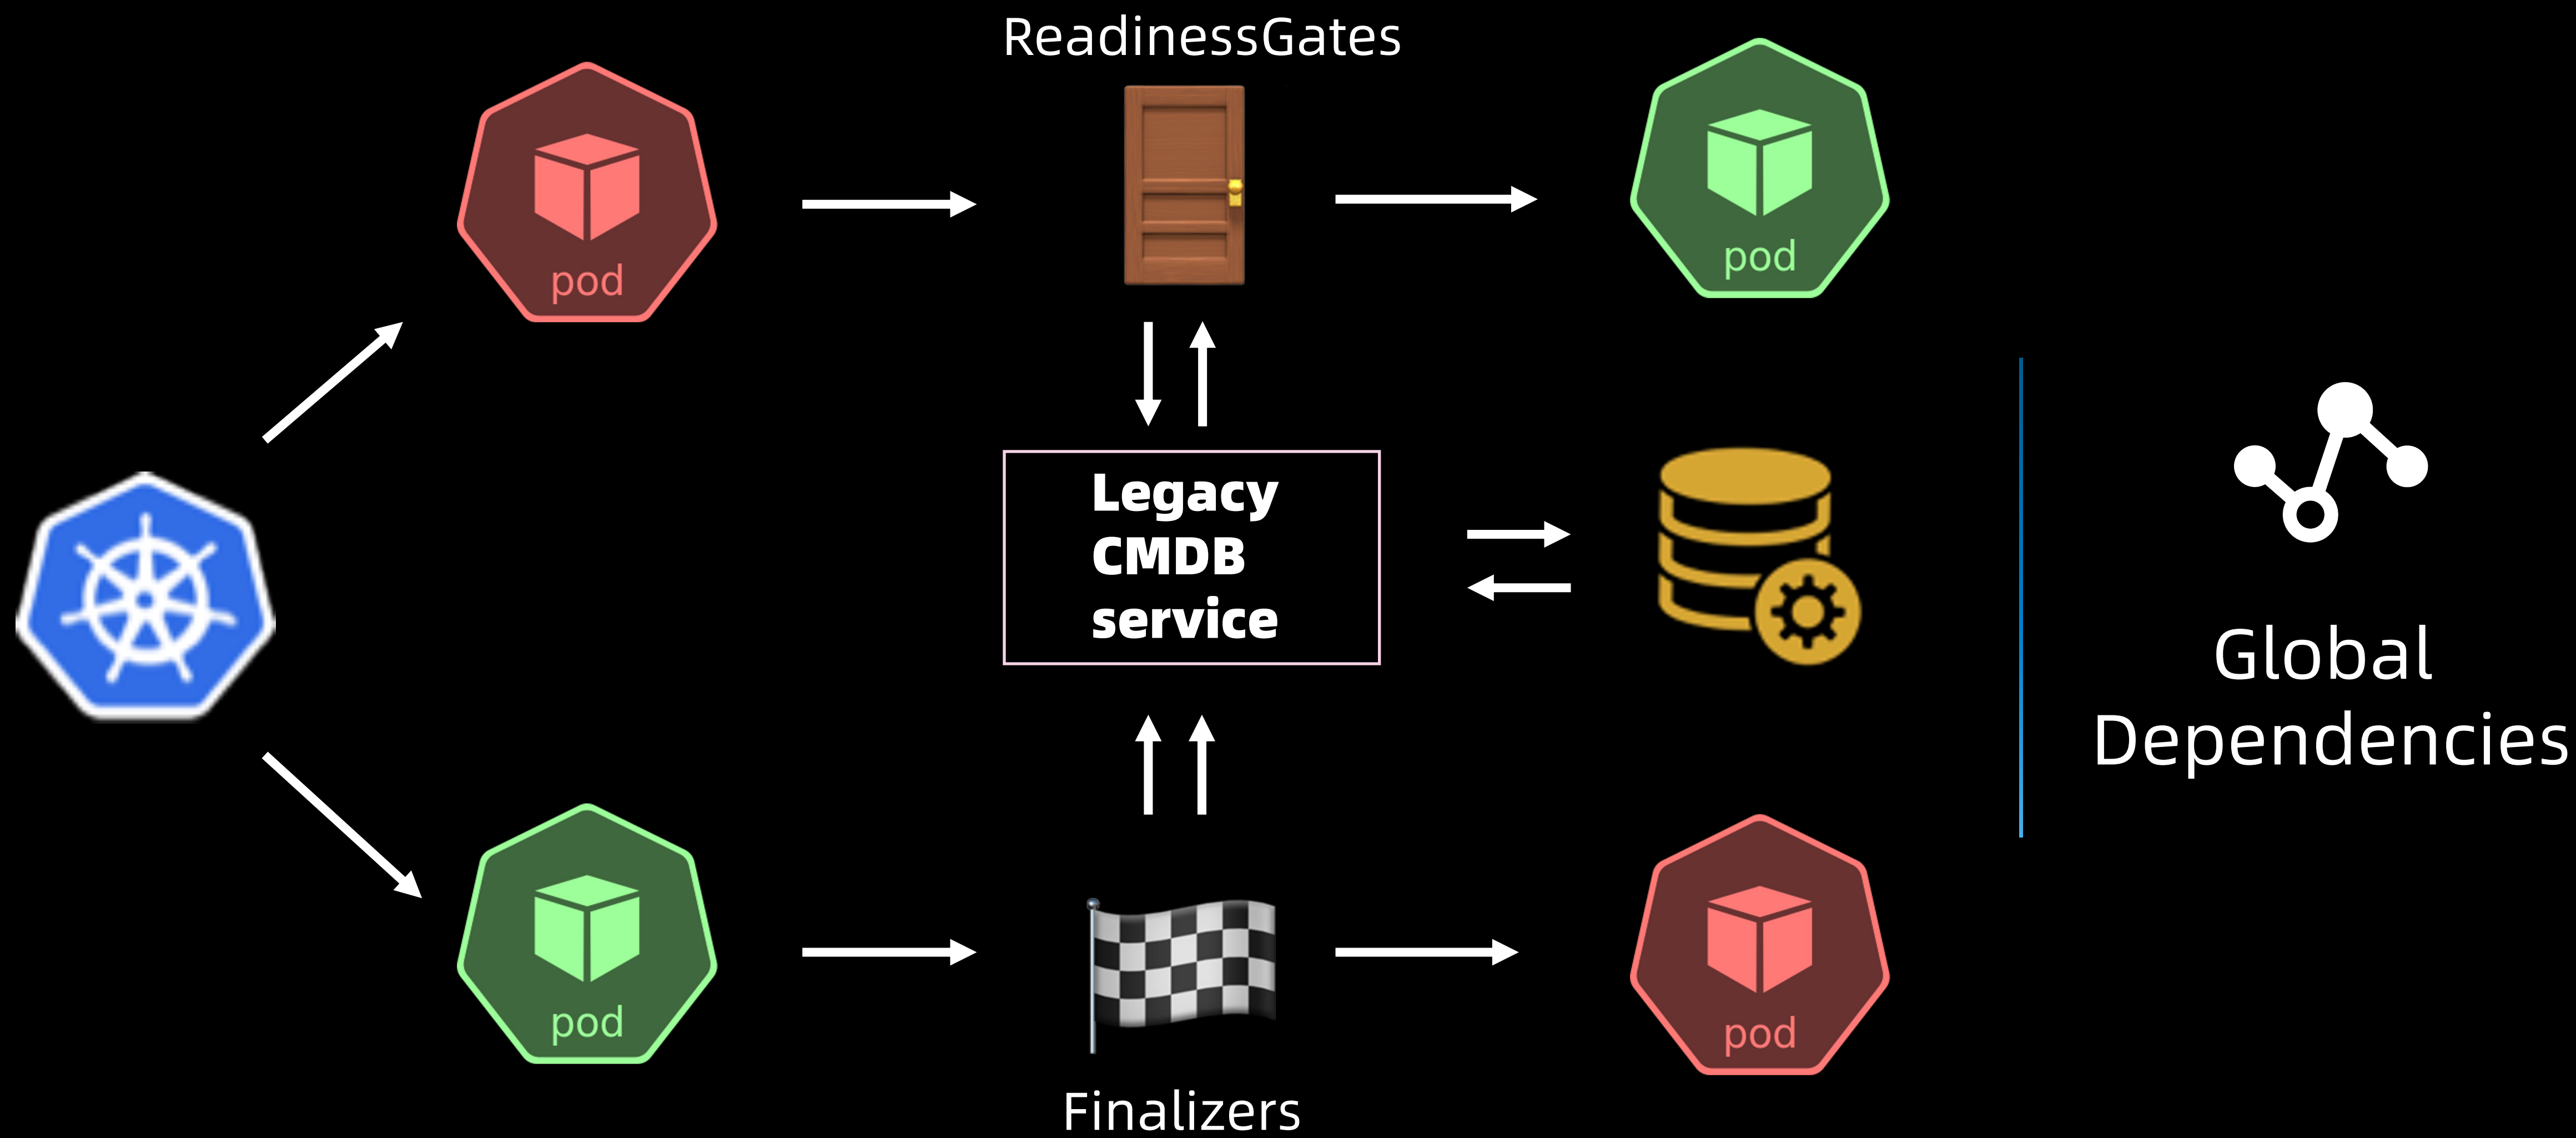 ReadinessGates
pod
pod
Legacy
CMDB
service
Global
Dependencies
pod
pod
Finalizers